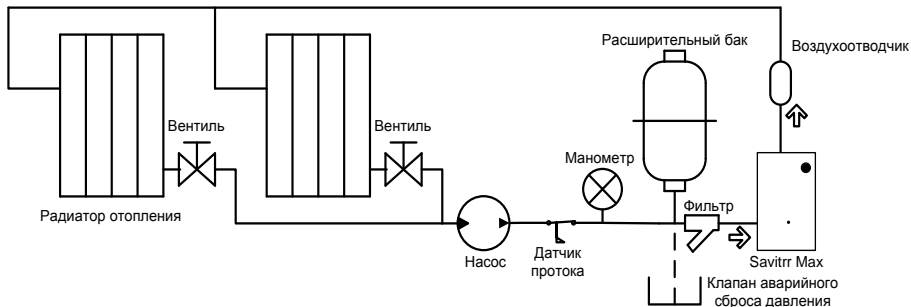 Расширительный бак
Воздухоотводчик
Вентиль
Вентиль
Манометр
Радиатор отопления
Фильтр
Насос
Датчик
протока
Savitrr Max
Клапан аварийного
сброса давления